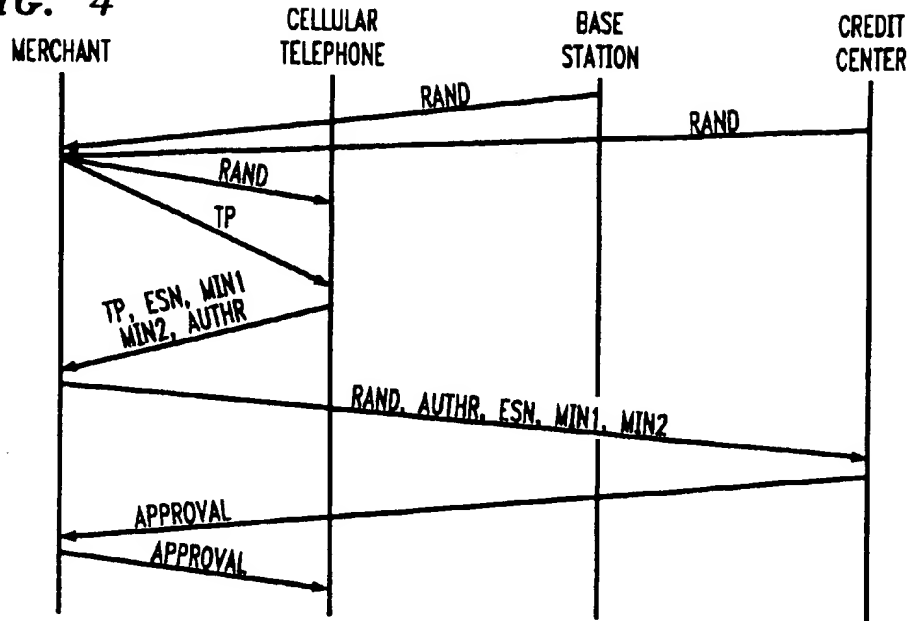 FIG. 4
MERCHANT
CELLULAR
TELEPHONE
BASE
STATION
CREDIT
CENTER
RAND
RAND
RAND
TP
TP, ESN, MIN1
MIN2, AUTHR
RAND, AUTHR, ESN, MIN1, MIN2
APPROVAL
APPROVAL